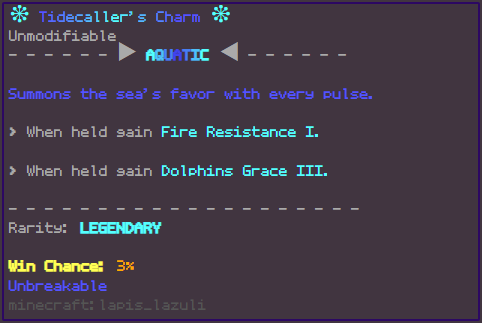 ❊ Tidecaller's Charm ❊
Unmodifiable
- - - - - - ▶ AQUATIC ◀ - - - - - -
Summons the sea's favor with every pulse.
> When held gain Fire Resistance I.
> When held gain Dolphins Grace III.
- - - - - - - - - - - - - - - - - - - - -
Rarity: LEGENDARY
Win Chance: 3%
Unbreakable
minecraft:lapis_lazuli